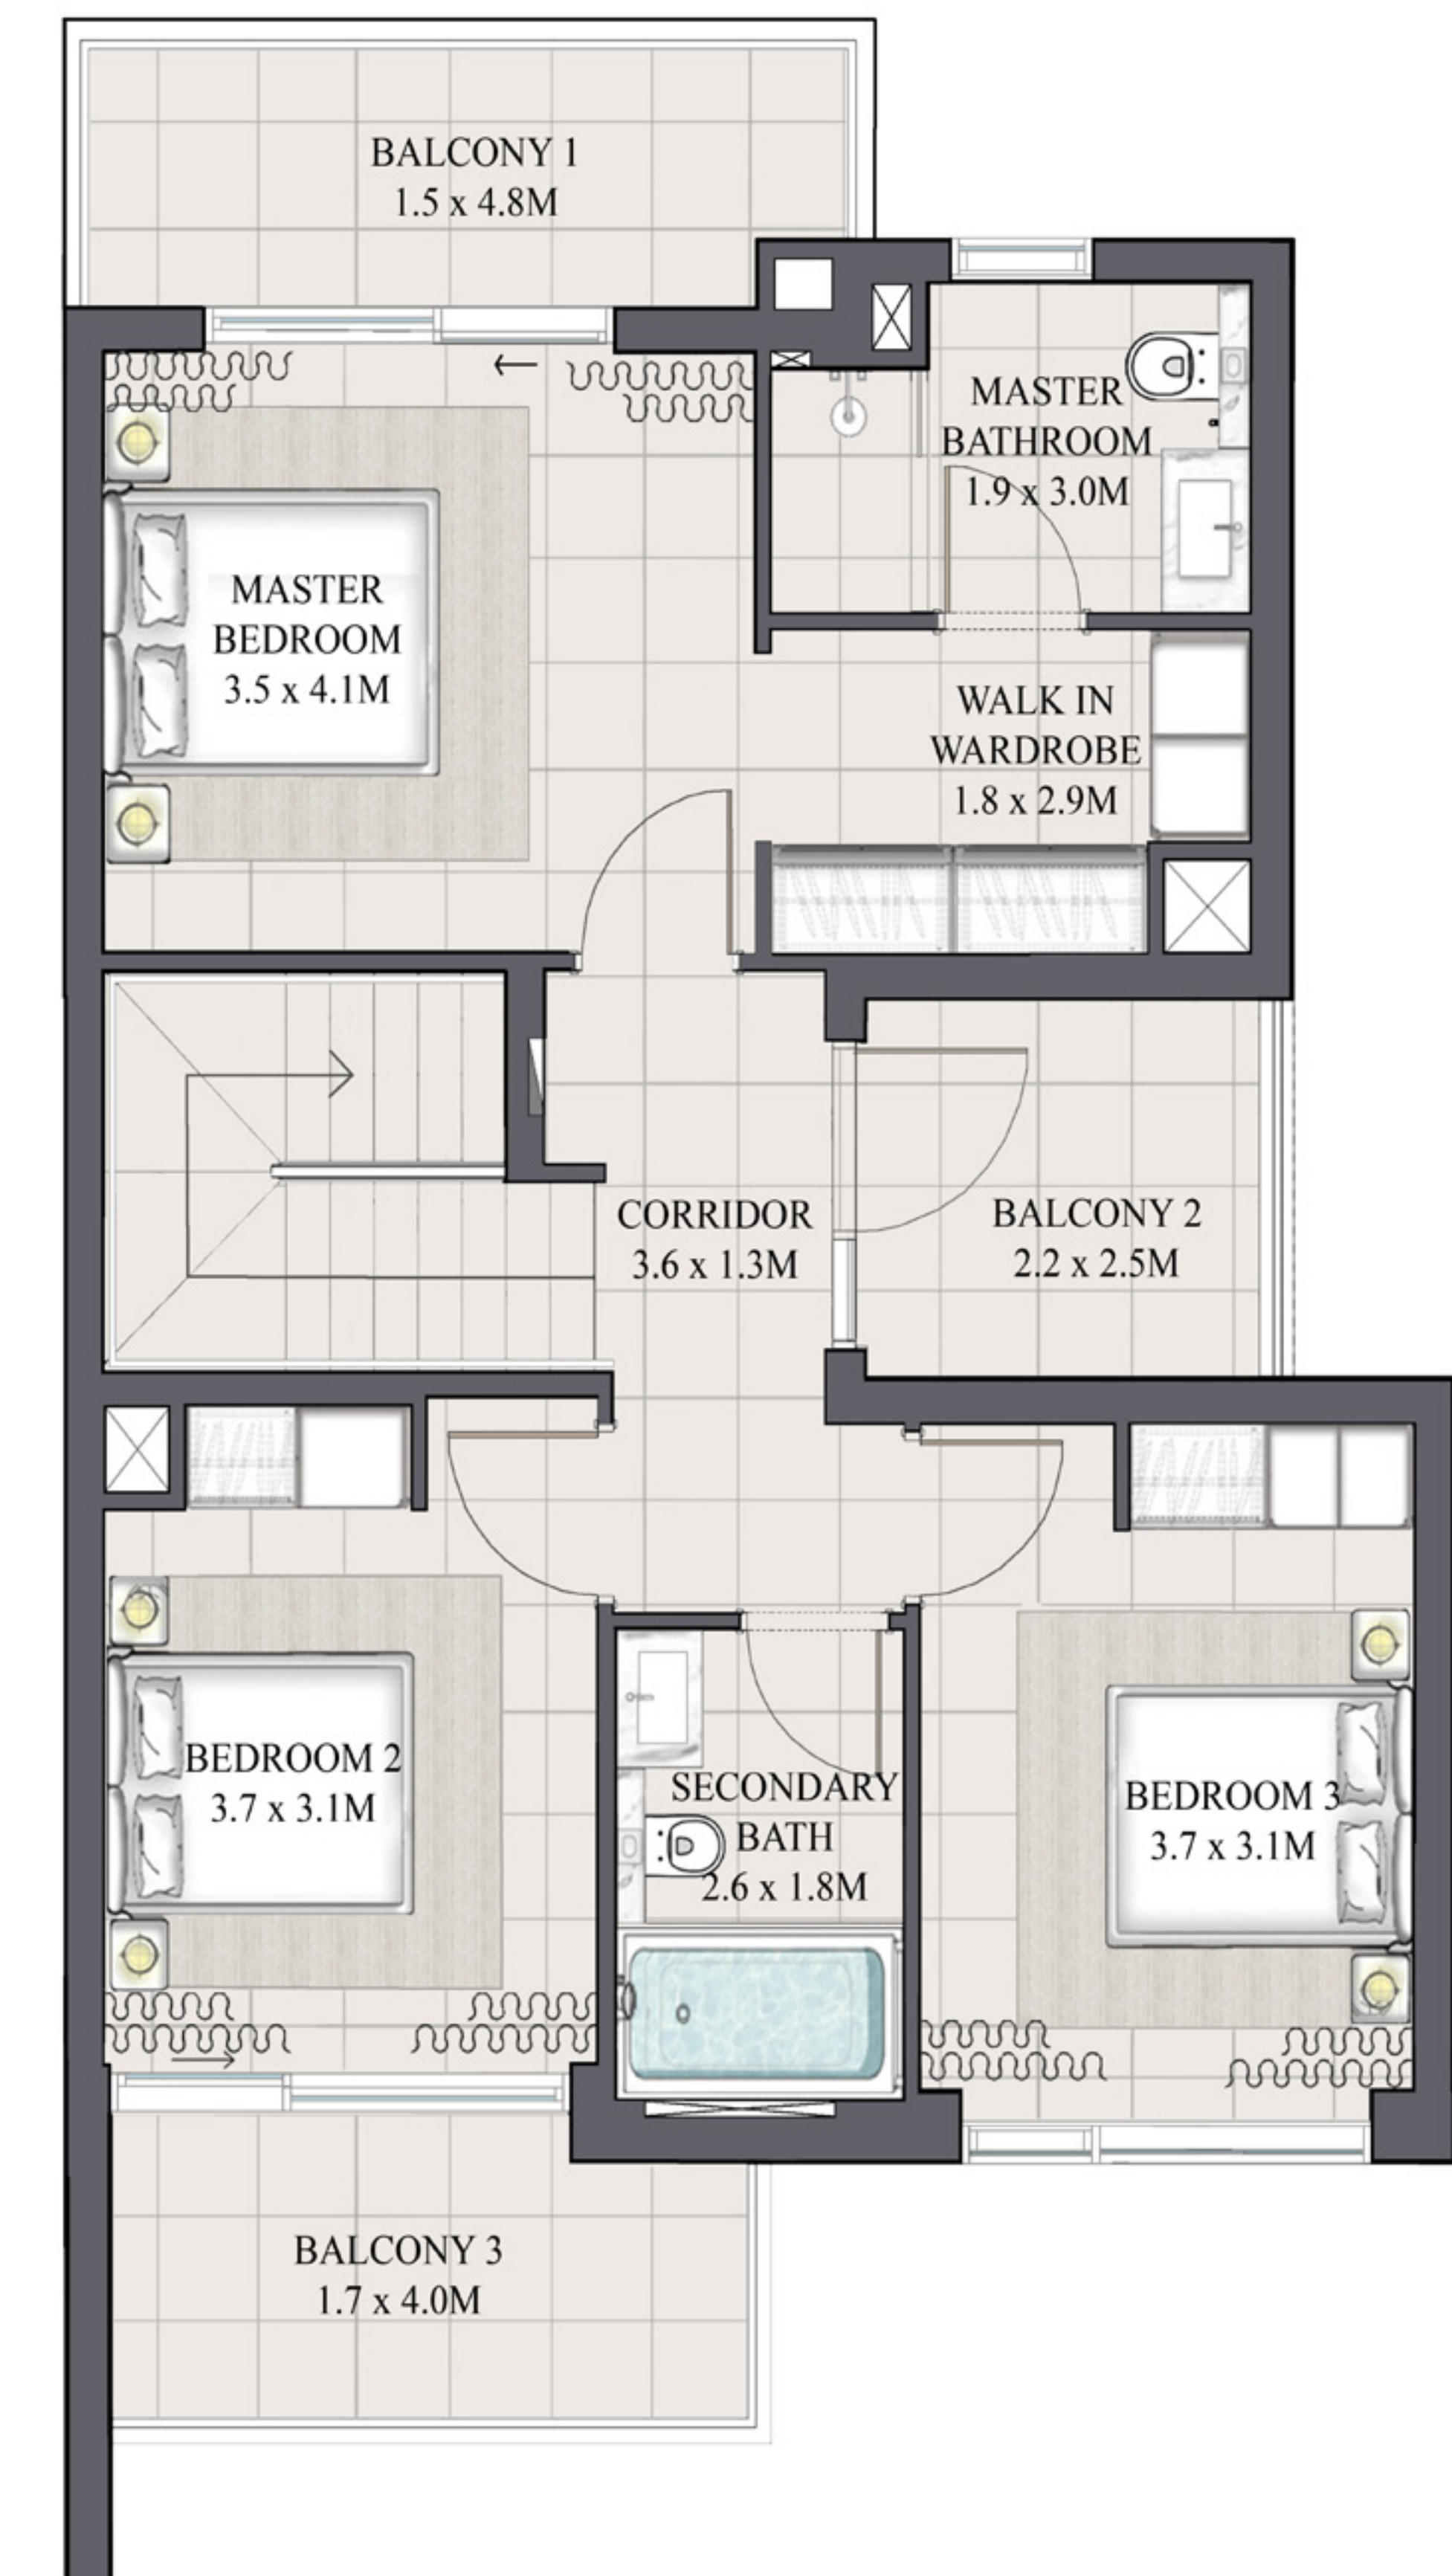 BALCONY 1
1.5 x 4.8M
MASTER
BATHROOM
1.9 x 3.0M
MASTER
BEDROOM
3.5 x 4.1M
WALK IN
WARDROBE
1.8 x 2.9M
CORRIDOR
3.6 x 1.3M
BALCONY 2
2.2 x 2.5M
BEDROOM 2
3.7 x 3.1M
SECONDARY
BATH
2.6 x 1.8M
BEDROOM 3
3.7 x 3.1M
BALCONY 3
1.7 x 4.0M